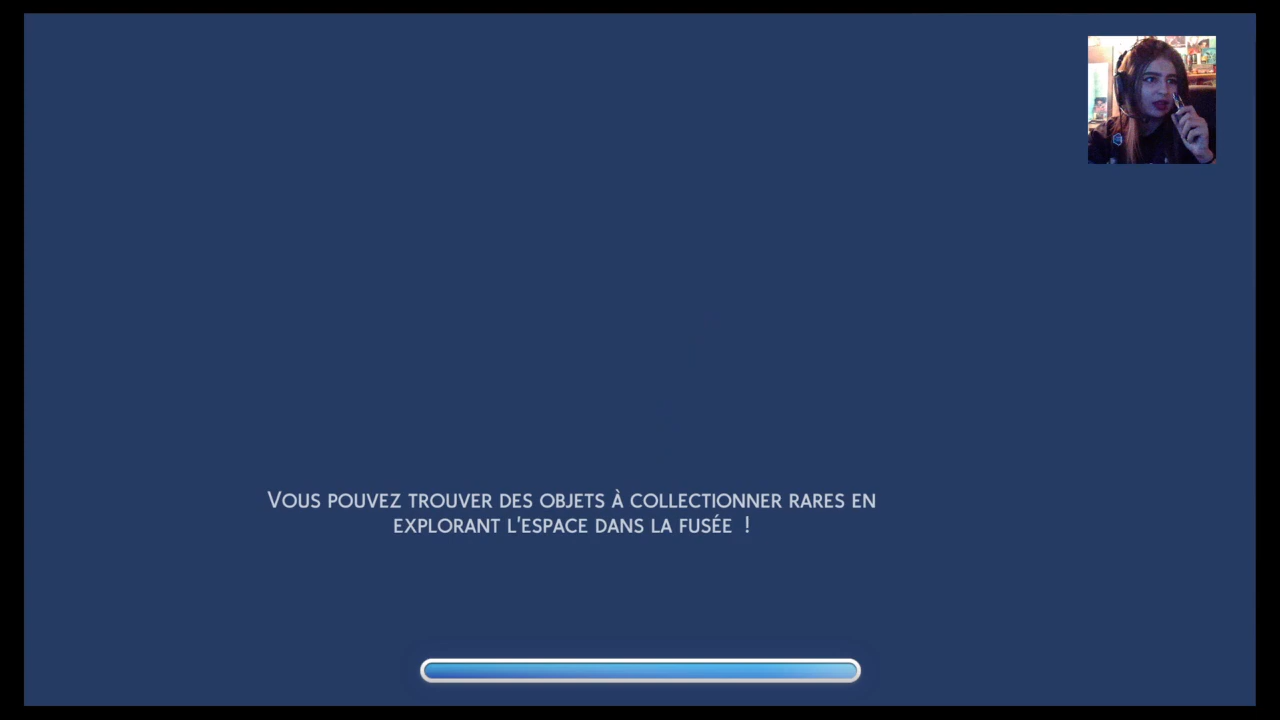 Vous pouvez trouver des objets à collectionner rares en
explorant l'espace dans la fusée !